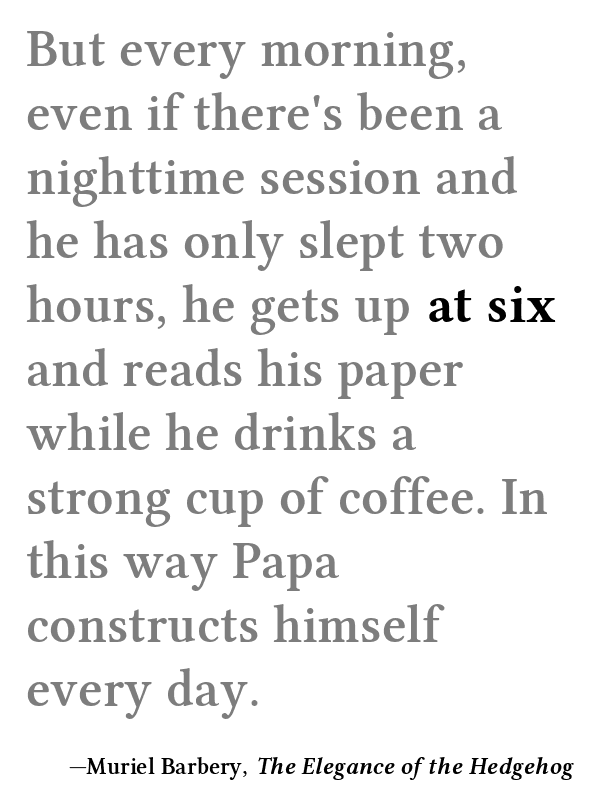 But every morning,
even if there's been a
nighttime session and
he has only slept two
hours, he gets up at six
and reads his paper
while he drinks a
strong cup of coffee. In
this way Papa
constructs himself
every day.
—Muriel Barbery, The Elegance of the Hedgehog